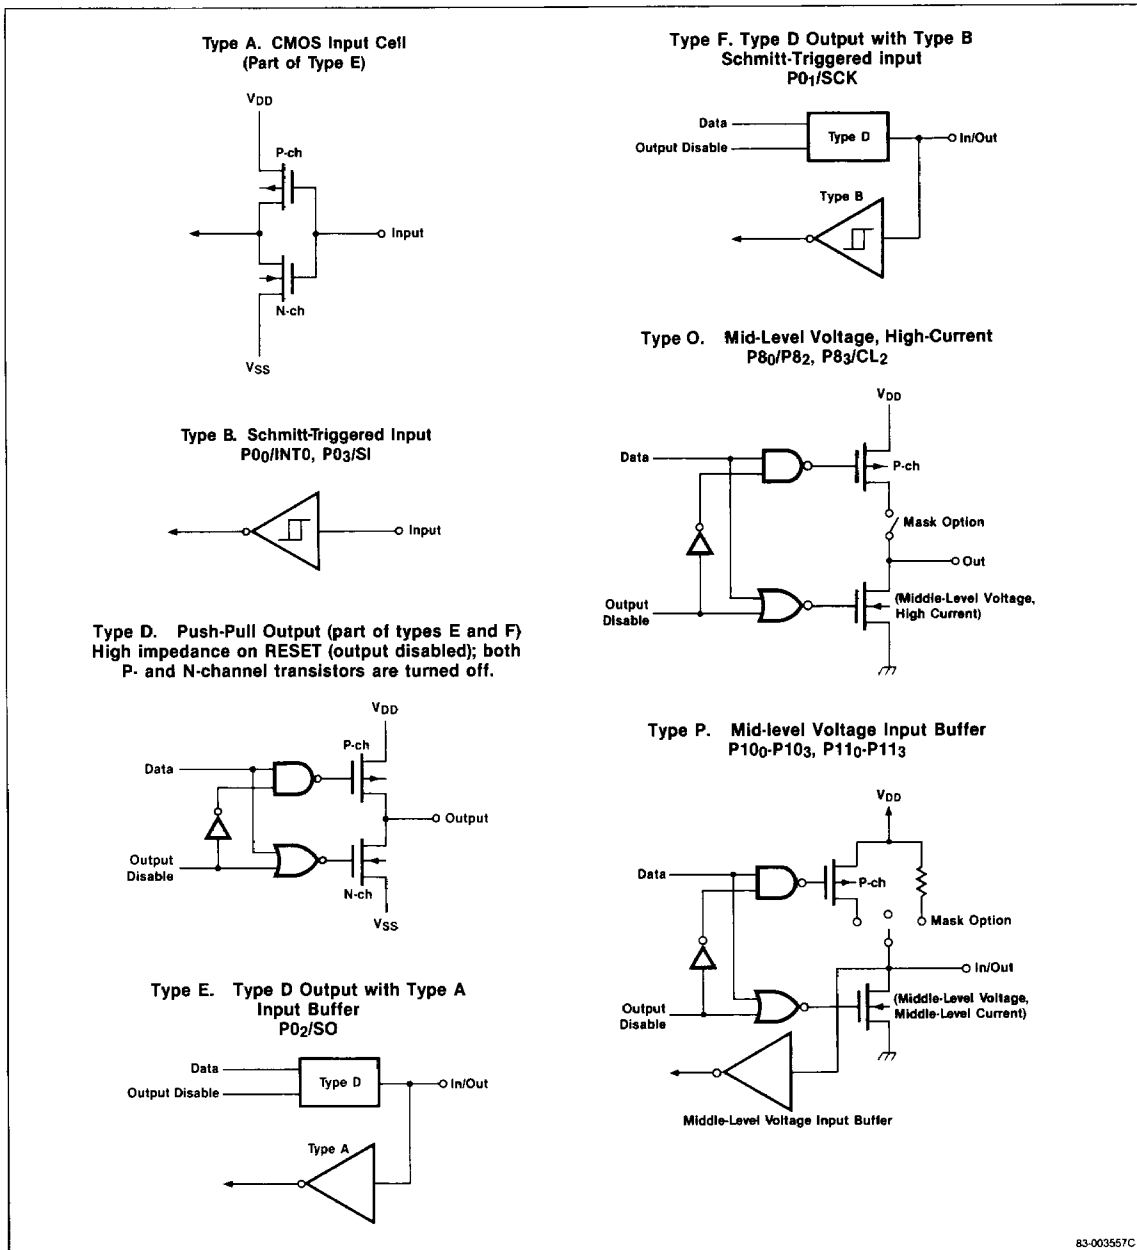 Type A. CMOS Input Cell
(Part of Type E)
VDD
P-ch
Input
N-ch
VSS
Type B. Schmitt-Triggered Input
P00/INT0, P03/SI
Input
Type D. Push-Pull Output (part of types E and F)
High impedance on RESET (output disabled); both
P- and N-channel transistors are turned off.
VDD
P-ch
Data
Output
Output
Disable
N-ch
VSS
Type E. Type D Output with Type A
Input Buffer
P02/SO
Data
Type D
In/Out
Output Disable
Type A
Type F. Type D Output with Type B
Schmitt-Triggered input
P01/SCK
Data
Type D
In/Out
Output Disable
Type B
Type O. Mid-Level Voltage, High-Current
P80/P82, P83/CL2
VDD
Data
P-ch
Mask Option
Out
(Middle-Level Voltage,
High Current)
Output
Disable
Type P. Mid-level Voltage Input Buffer
P100-P103, P110-P113
VDD
Data
P-ch
Mask Option
In/Out
(Middle-Level Voltage,
Middle-Level Current)
Output
Disable
Middle-Level Voltage Input Buffer
83-003557C